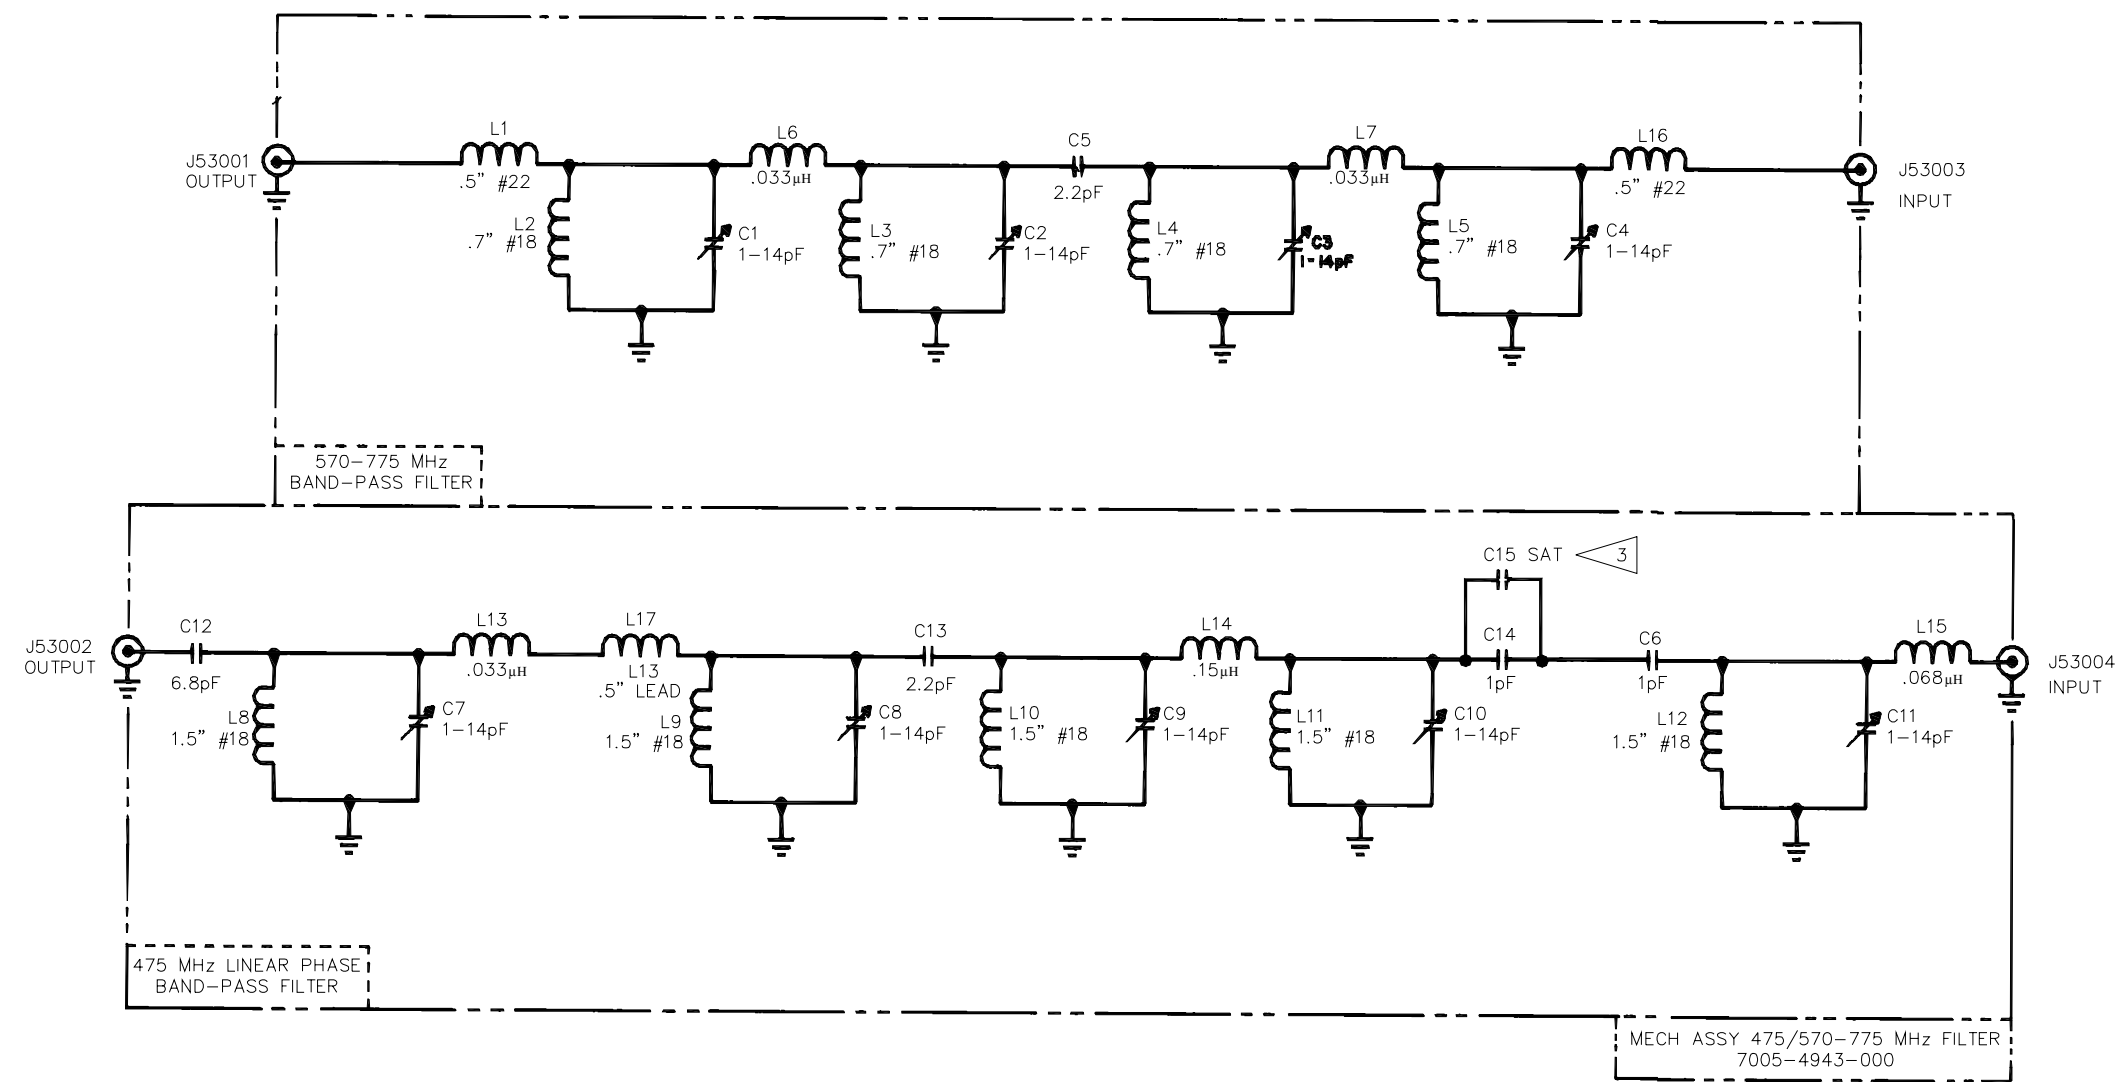 L1
L6
C5
L7
L16
J53001
OUTPUT
.5" #22
.033µH
2.2pF
.033µH
.5" #22
J53003
INPUT
L2
.7" #18
C1
1-14pF
L3
.7" #18
C2
1-14pF
L4
.7" #18
C3
1-14pF
L5
.7" #18
C4
1-14pF
570-775 MHz
BAND-PASS FILTER
C15 SAT 3
J53002
OUTPUT
C12
6.8pF
L13
.033µH
L17
L13
.5" LEAD
C13
2.2pF
L14
.15µH
C14
1pF
C6
1pF
L15
.068µH
J53004
INPUT
L8
1.5" #18
C7
1-14pF
L9
1.5" #18
C8
1-14pF
L10
1.5" #18
C9
1-14pF
L11
1.5" #18
C10
1-14pF
L12
1.5" #18
C11
1-14pF
475 MHz LINEAR PHASE
BAND-PASS FILTER
MECH ASSY 475/570-775 MHz FILTER
7005-4943-000